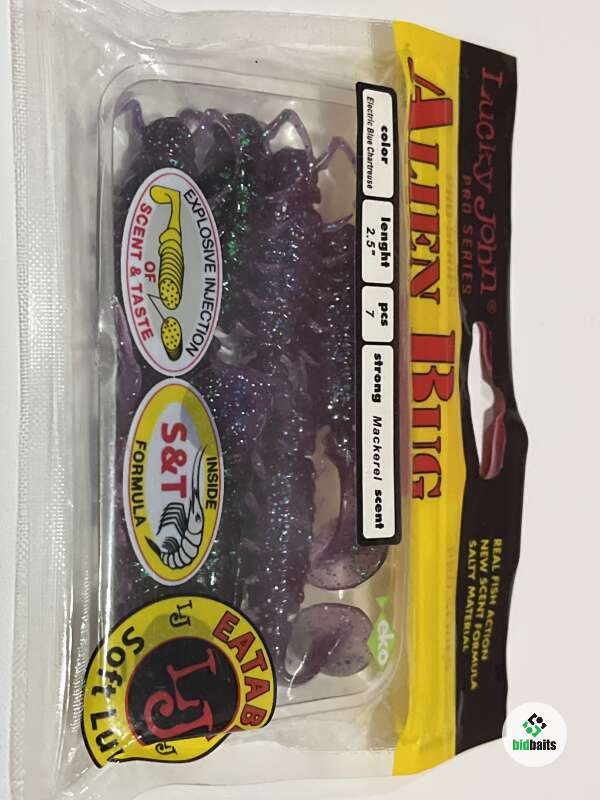 Lucky John®
PRO SERIES
ALIEN BUG
REAL FISH ACTION
NEW SCENT FORMULA
SALTY MATERIAL
color
Electric Blue Chartreuse
lenght
2.5"
pcs
7
strong Mackerel scent
EXPLOSIVE INJECTION
OF
SCENT & TASTE
INSIDE
S&T
FORMULA
eko
EATAB
LJ
LJ
LJ
Soft Lu
bidbaits